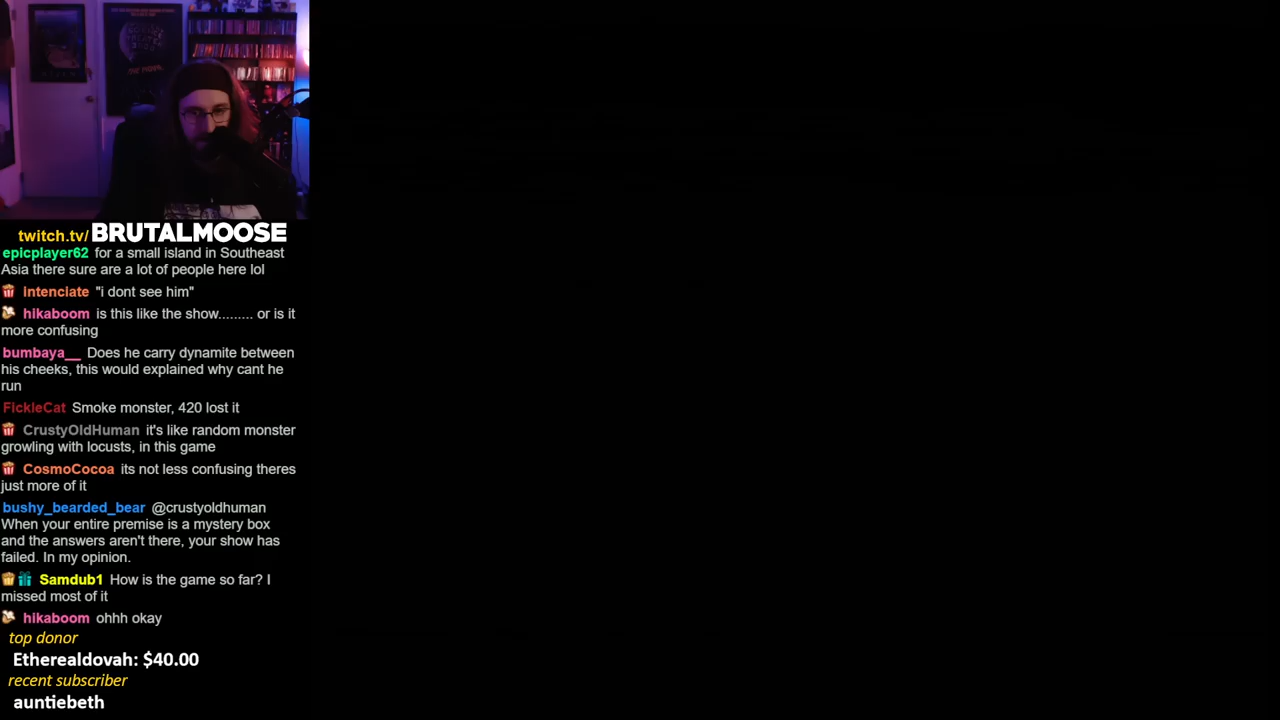 twitch.tv/BRUTALMOOSE
epicplayer62 for a small island in Southeast
Asia there sure are a lot of people here lol
intenciate "i dont see him"
hikaboom is this like the show......... or is it
more confusing
bumbaya__ Does he carry dynamite between
his cheeks, this would explained why cant he
run
FickleCat Smoke monster, 420 lost it
CrustyOldHuman it's like random monster
growling with locusts, in this game
CosmoCocoa its not less confusing theres
just more of it
bushy_bearded_bear @crustyoldhuman
When your entire premise is a mystery box
and the answers aren't there, your show has
failed. In my opinion.
Samdub1 How is the game so far? I
missed most of it
hikaboom ohhh okay
top donor
Etherealdovah: $40.00
recent subscriber
auntiebeth